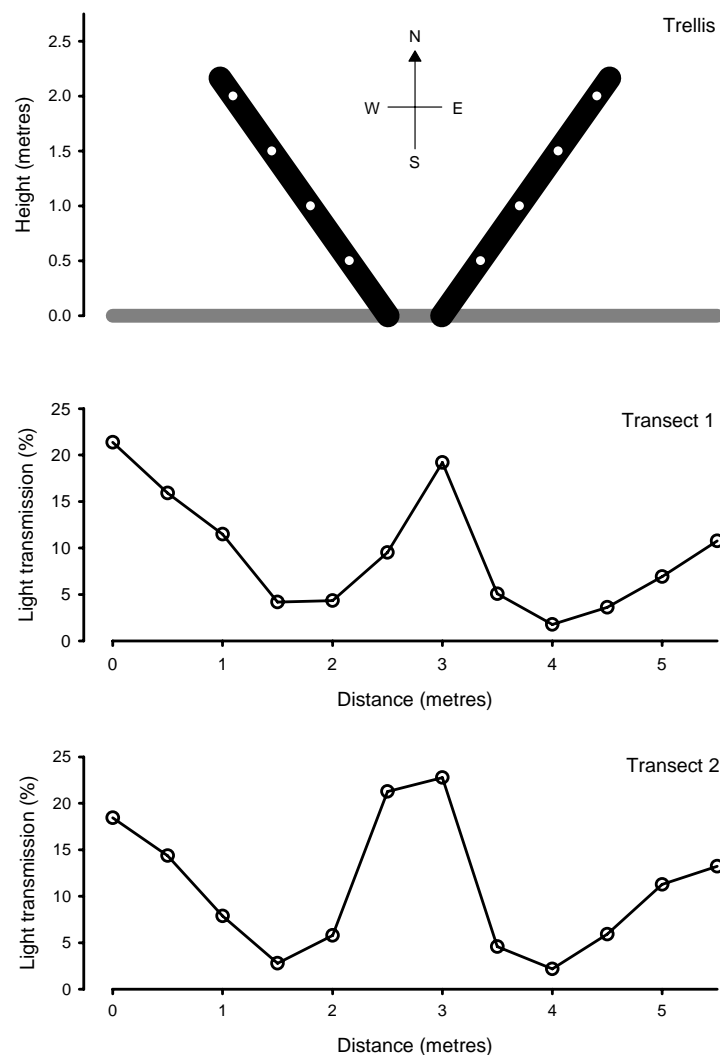 Trellis
2.5
2.0
1.5
1.0
0.5
0.0
Height (metres)
N
W E
S
Transect 1
25
20
15
10
5
0
Light transmission (%)
0 1 2 3 4 5
Distance (metres)
Transect 2
25
20
15
10
5
0
Light transmission (%)
0 1 2 3 4 5
Distance (metres)